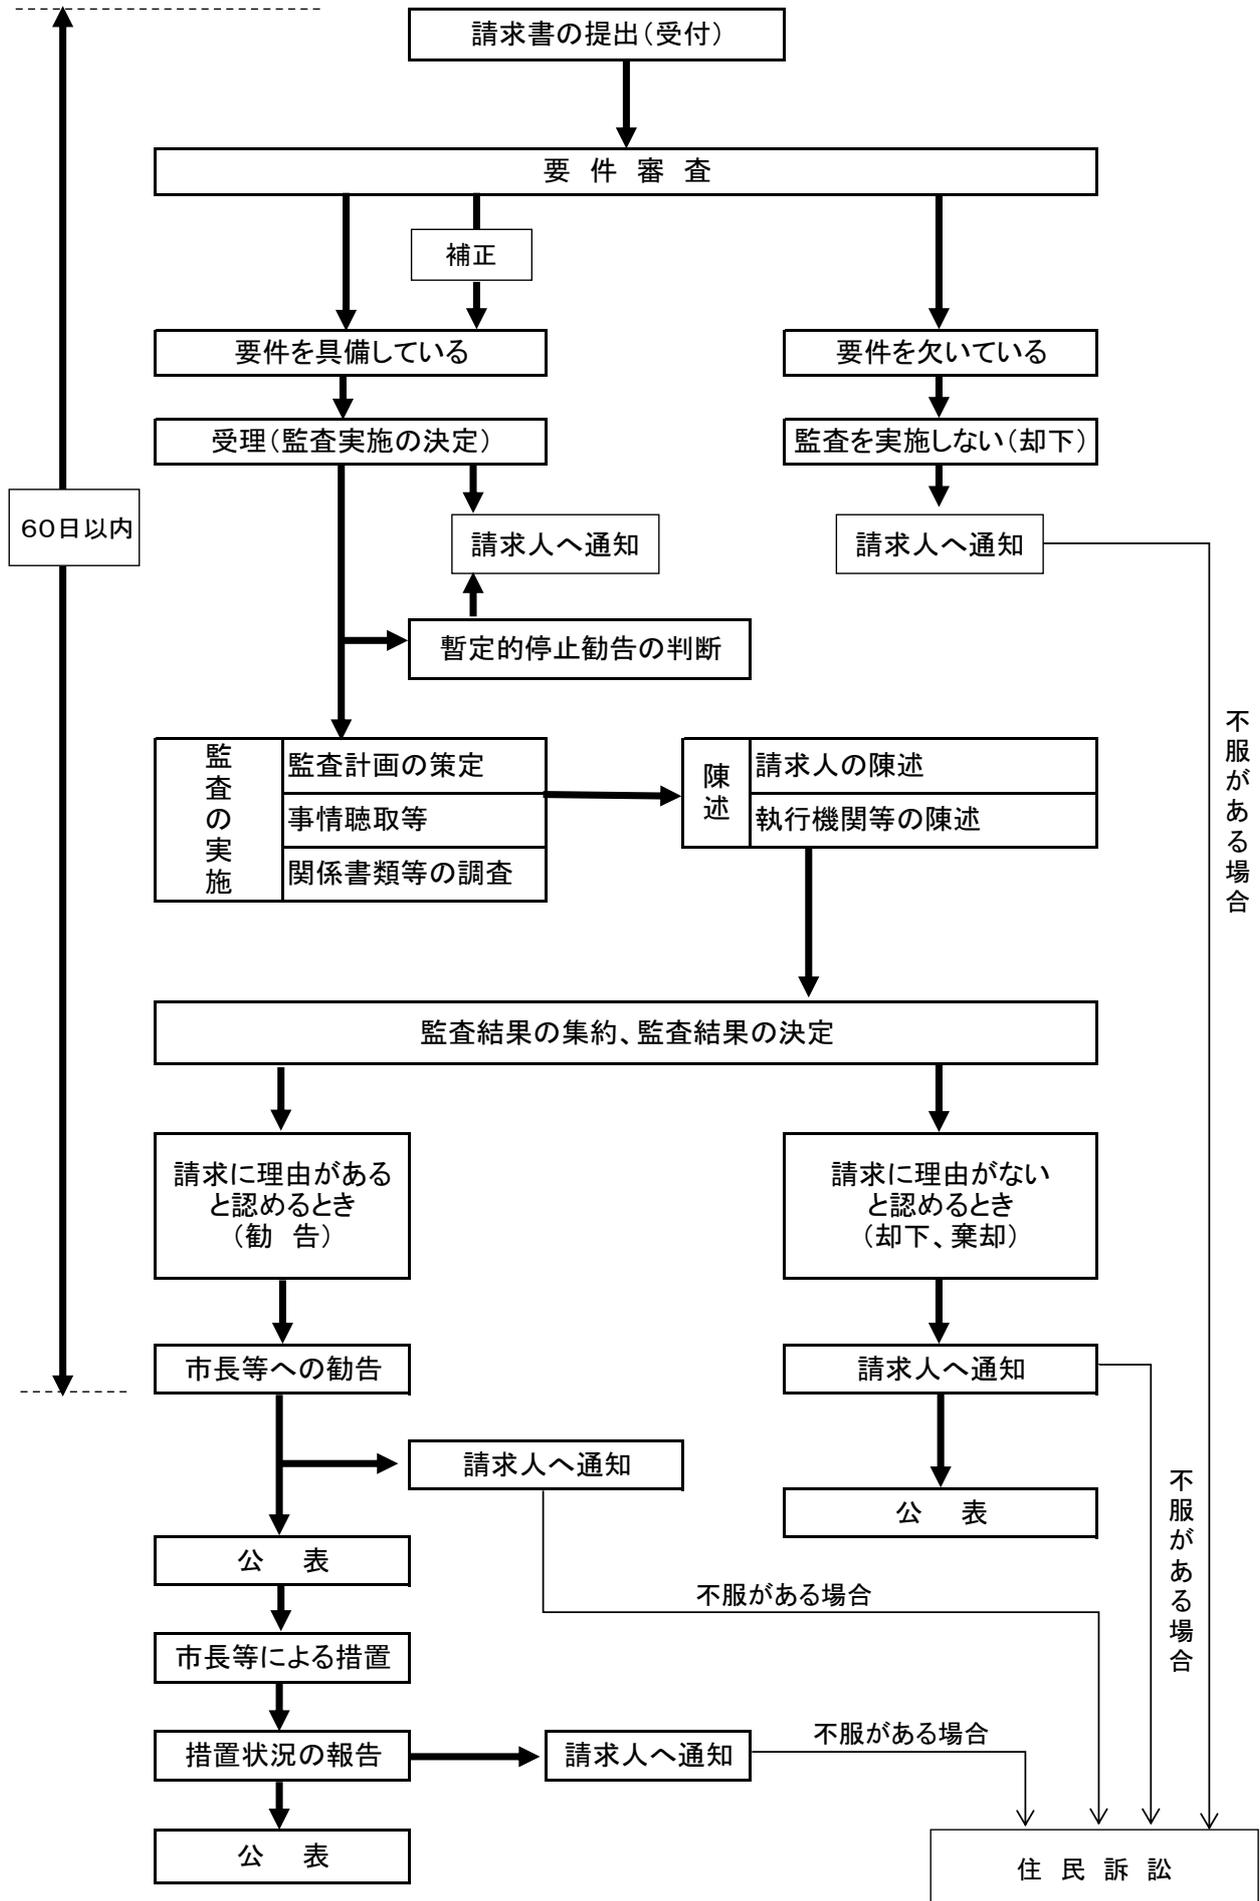 請求書の提出（受付）
要 件 審 査
補正
要件を具備している
要件を欠いている
受理（監査実施の決定）
監査を実施しない（却下）
60日以内
請求人へ通知
請求人へ通知
暫定的停止勧告の判断
不服がある場合
監査の実施
監査計画の策定
事情聴取等
関係書類等の調査
陳述
請求人の陳述
執行機関等の陳述
監査結果の集約、監査結果の決定
請求に理由がある
と認めるとき
（勧 告）
請求に理由がない
と認めるとき
（却下、棄却）
市長等への勧告
請求人へ通知
請求人へ通知
不服がある場合
公 表
公 表
不服がある場合
市長等による措置
措置状況の報告
請求人へ通知
不服がある場合
公 表
住 民 訴 訟